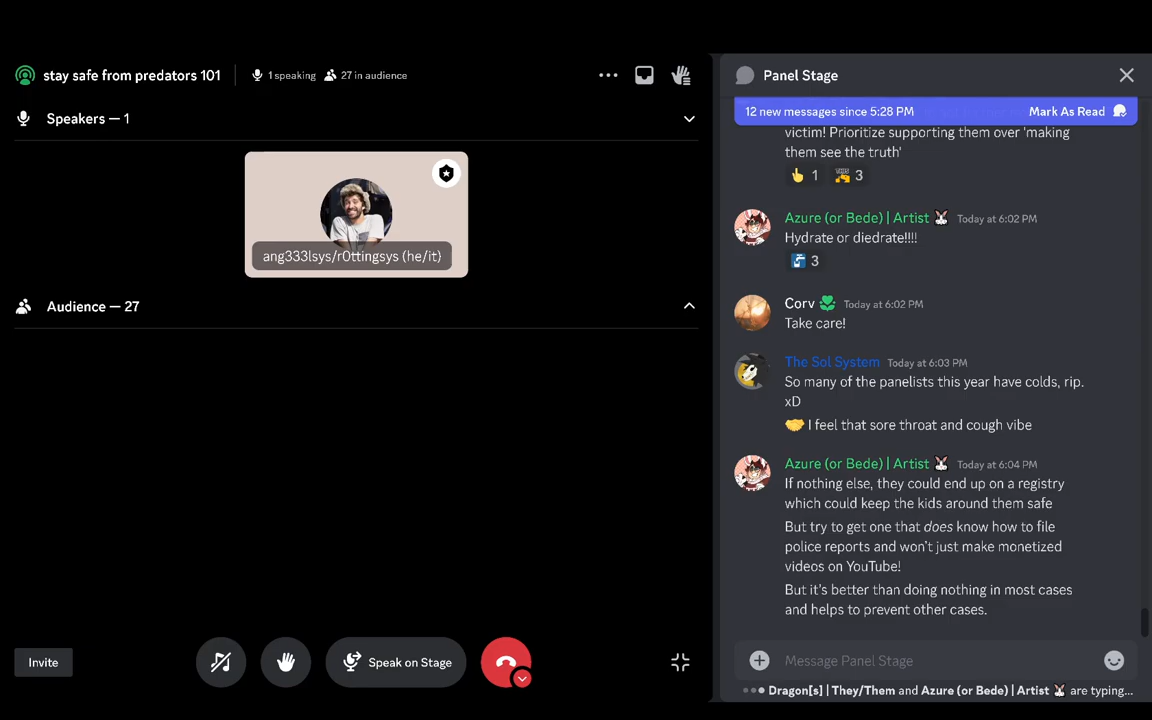 stay safe from predators 101
1 speaking
27 in audience
Speakers — 1
ang333lsys/r0ttingsys (he/it)
Audience — 27
Invite
Speak on Stage
Panel Stage
12 new messages since 5:28 PM
Mark As Read
victim! Prioritize supporting them over 'making
them see the truth'
1
THIS
3
Azure (or Bede) | Artist Today at 6:02 PM
Hydrate or diedrate!!!!
3
Corv Today at 6:02 PM
Take care!
The Sol System Today at 6:03 PM
So many of the panelists this year have colds, rip.
xD
I feel that sore throat and cough vibe
Azure (or Bede) | Artist Today at 6:04 PM
If nothing else, they could end up on a registry
which could keep the kids around them safe
But try to get one that does know how to file
police reports and won't just make monetized
videos on YouTube!
But it's better than doing nothing in most cases
and helps to prevent other cases.
Message Panel Stage
Dragon[s] | They/Them and Azure (or Bede) | Artist are typing...